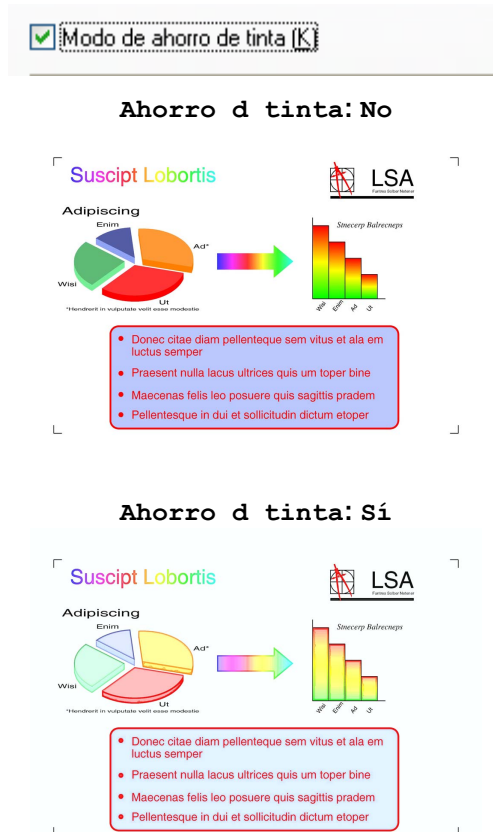 Modo de ahorro de tinta (K)
Ahorro d tinta: No
Suscipt Lobortis
LSA
Adipiscing
Enim
Ad*
Wisi
Ut
*Hendrerit in vulputate velit esse modestie
Stnecerp Balrecneps
Wisi Enim Ad Ut
• Donec citae diam pellenteque sem vitus et ala em
luctus semper
• Praesent nulla lacus ultrices quis um toper bine
• Maecenas felis leo posuere quis sagittis pradem
• Pellentesque in dui et sollicitudin dictum etoper
Ahorro d tinta: Sí
Suscipt Lobortis
LSA
Adipiscing
Enim
Ad*
Wisi
Ut
*Hendrerit in vulputate velit esse modestie
Stnecerp Balrecneps
Wisi Enim Ad Ut
• Donec citae diam pellenteque sem vitus et ala em
luctus semper
• Praesent nulla lacus ultrices quis um toper bine
• Maecenas felis leo posuere quis sagittis pradem
• Pellentesque in dui et sollicitudin dictum etoper